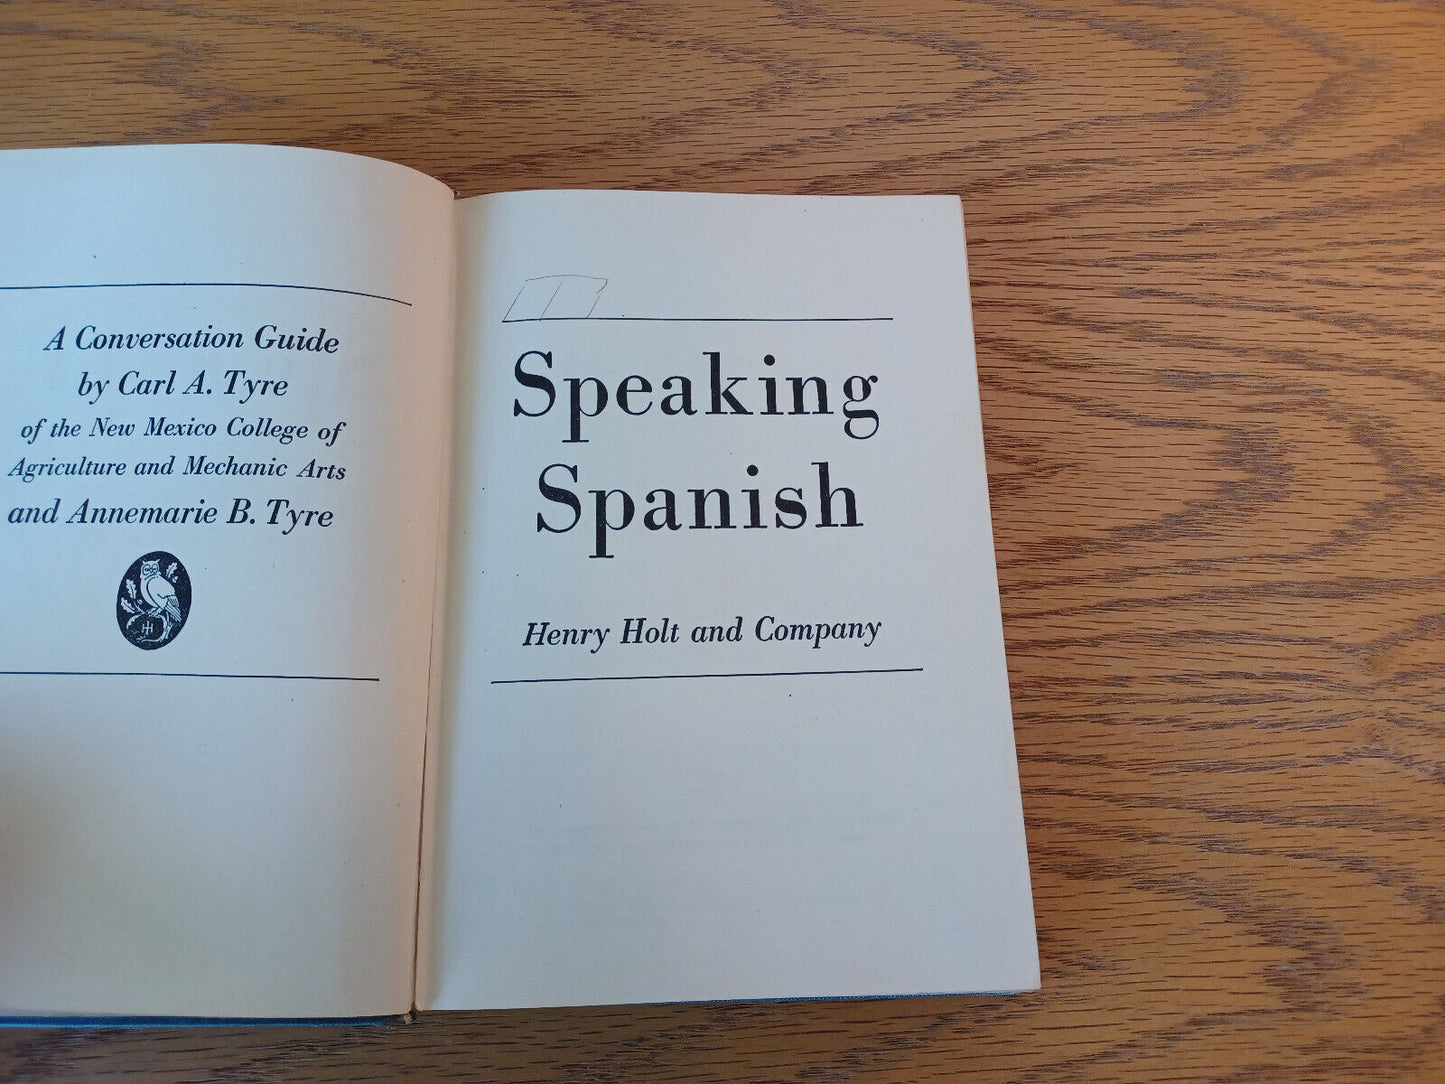 A Conversation Guide
by Carl A. Tyre
of the New Mexico College of
Agriculture and Mechanic Arts
and Annemarie B. Tyre
HH
Speaking
Spanish
Henry Holt and Company